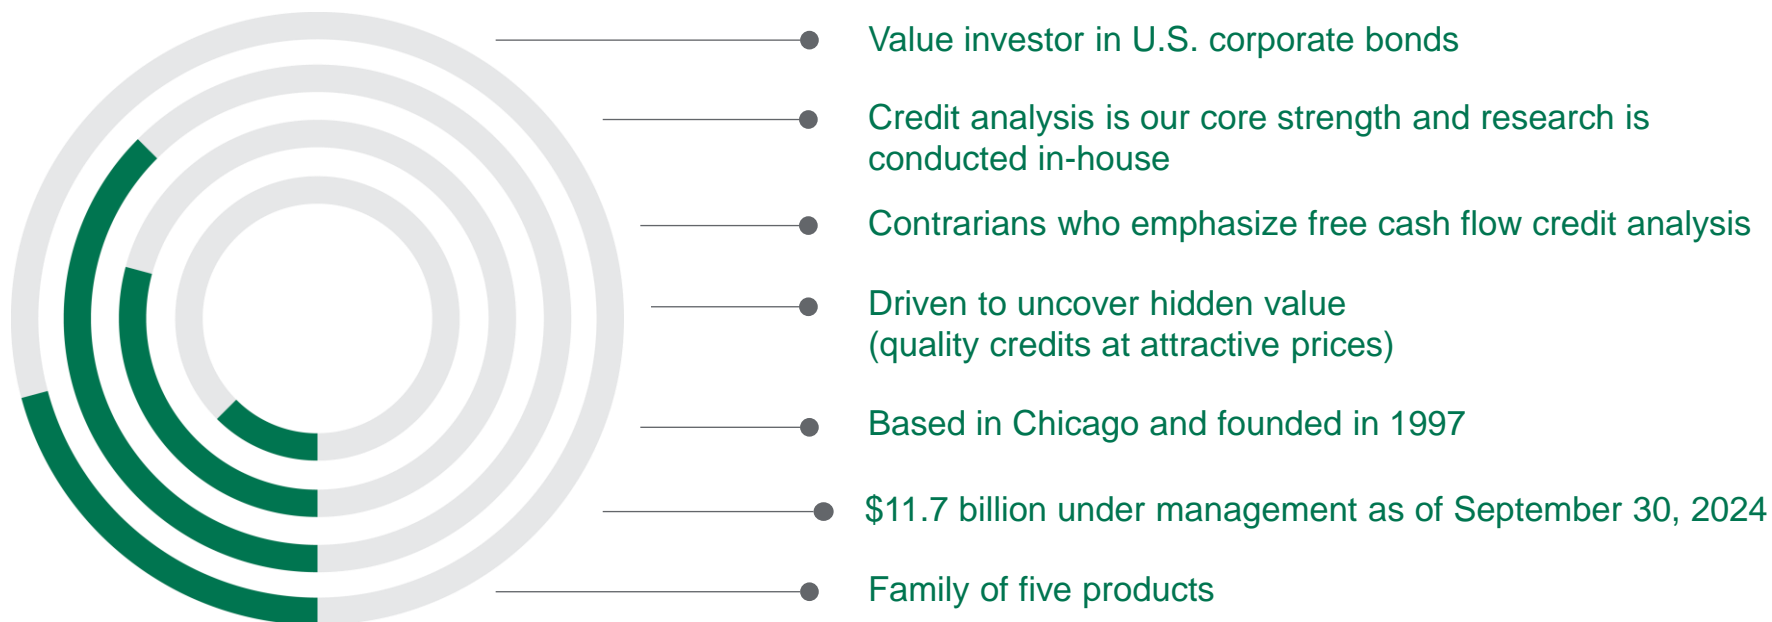 Value investor in U.S. corporate bonds
Credit analysis is our core strength and research is
conducted in-house
Contrarians who emphasize free cash flow credit analysis
Driven to uncover hidden value
(quality credits at attractive prices)
Based in Chicago and founded in 1997
$11.7 billion under management as of September 30, 2024
Family of five products